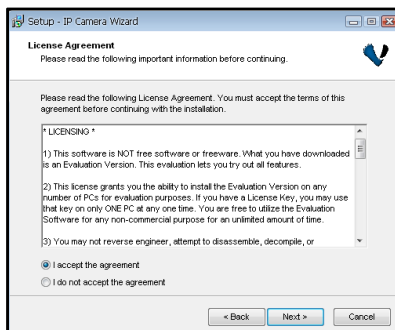 Setup - IP Camera Wizard
License Agreement
Please read the following important information before continuing.
Please read the following License Agreement. You must accept the terms of this
agreement before continuing with the installation.
* LICENSING *
1) This software is NOT free software or freeware. What you have downloaded
is an Evaluation Version. This evaluation lets you try out all features.
2) This license grants you the ability to install the Evaluation Version on any
number of PCs for evaluation purposes. If you have a License Key, you may use
that key on only ONE PC at any one time. You are free to utilize the Evaluation
Software for any non-commercial purpose for an unlimited amount of time.
3) You may not reverse engineer, attempt to disassemble, decompile, or
I accept the agreement
I do not accept the agreement
< Back Next > Cancel